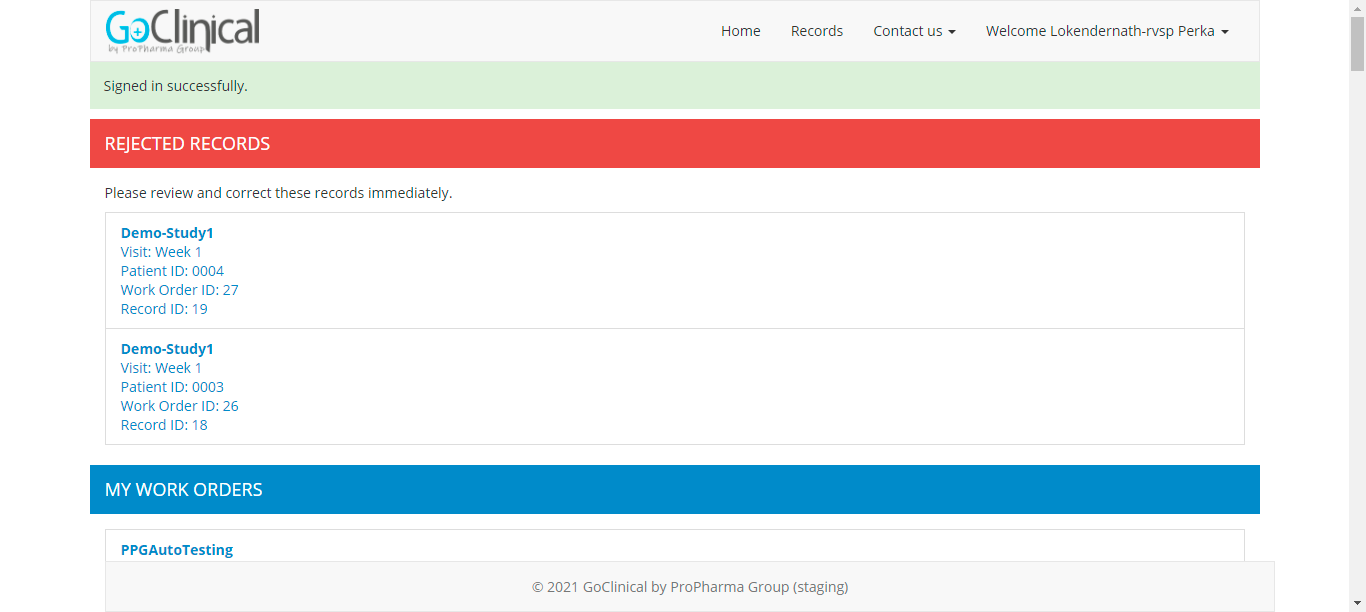 GoClinical
by ProPharma Group
Home Records Contact us Welcome Lokendernath-rvsp Perka
Signed in successfully.
REJECTED RECORDS
Please review and correct these records immediately.
Demo-Study1
Visit: Week 1
Patient ID: 0004
Work Order ID: 27
Record ID: 19
Demo-Study1
Visit: Week 1
Patient ID: 0003
Work Order ID: 26
Record ID: 18
MY WORK ORDERS
PPGAutoTesting
© 2021 GoClinical by ProPharma Group (staging)